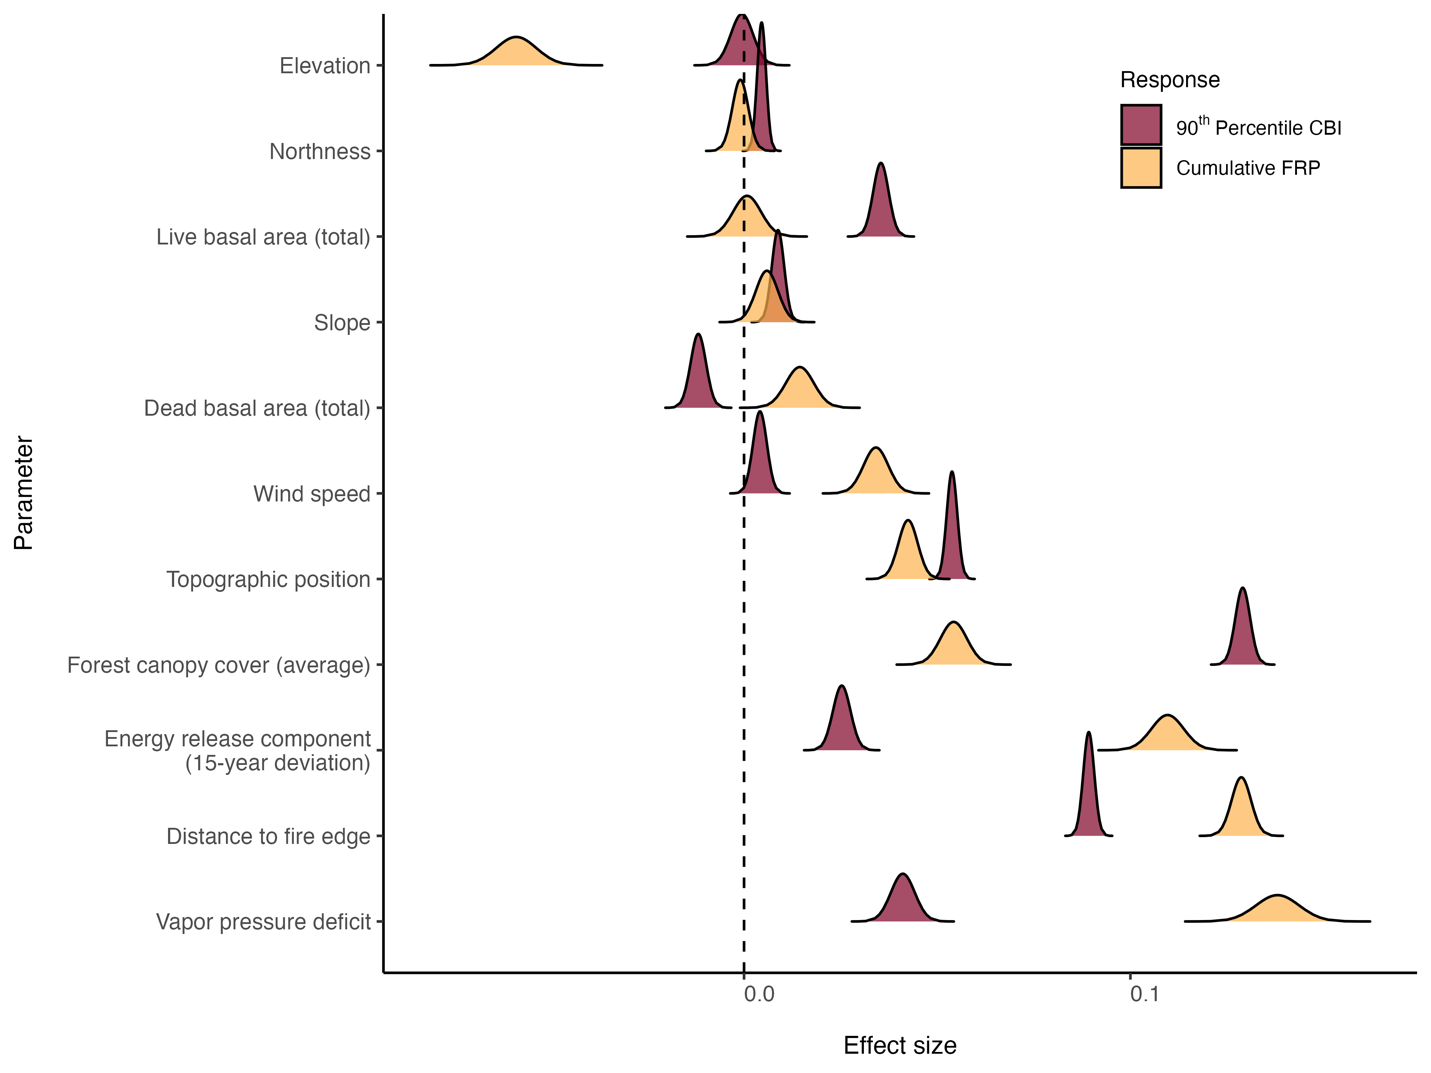 Response
90th Percentile CBI
Cumulative FRP
Parameter
Elevation
Northness
Live basal area (total)
Slope
Dead basal area (total)
Wind speed
Topographic position
Forest canopy cover (average)
Energy release component
(15-year deviation)
Distance to fire edge
Vapor pressure deficit
0.0
0.1
Effect size